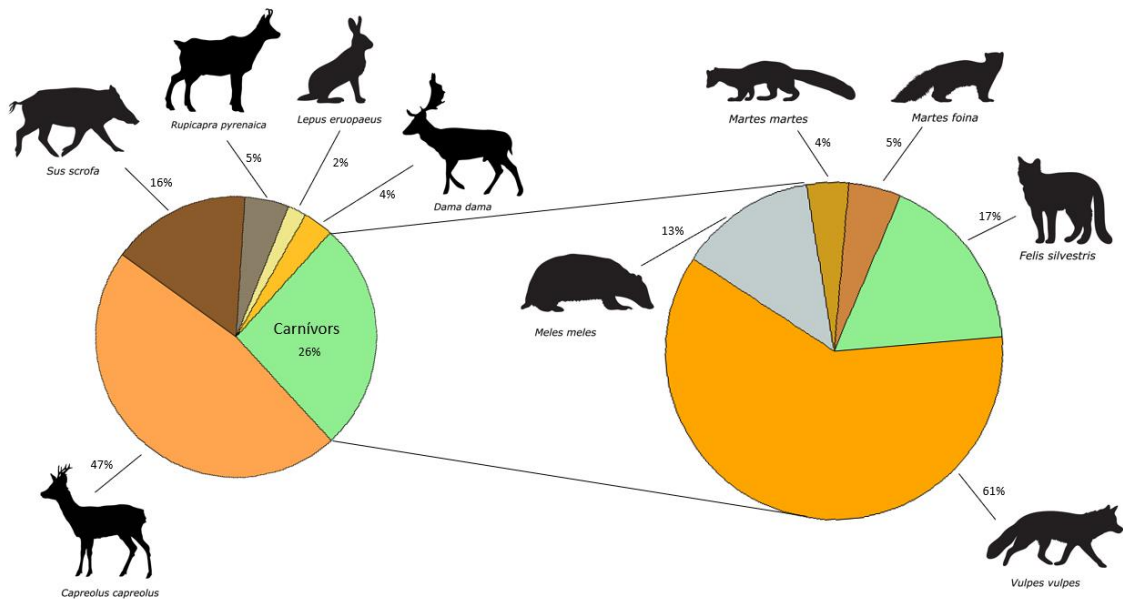 Rupicapra pyrenaica
Lepus eruopaeus
Sus scrofa
Dama dama
16%
5%
2%
4%
Carnívors
26%
47%
Capreolus capreolus
Martes martes
Martes foina
4%
5%
13%
17%
Meles meles
Felis silvestris
61%
Vulpes vulpes